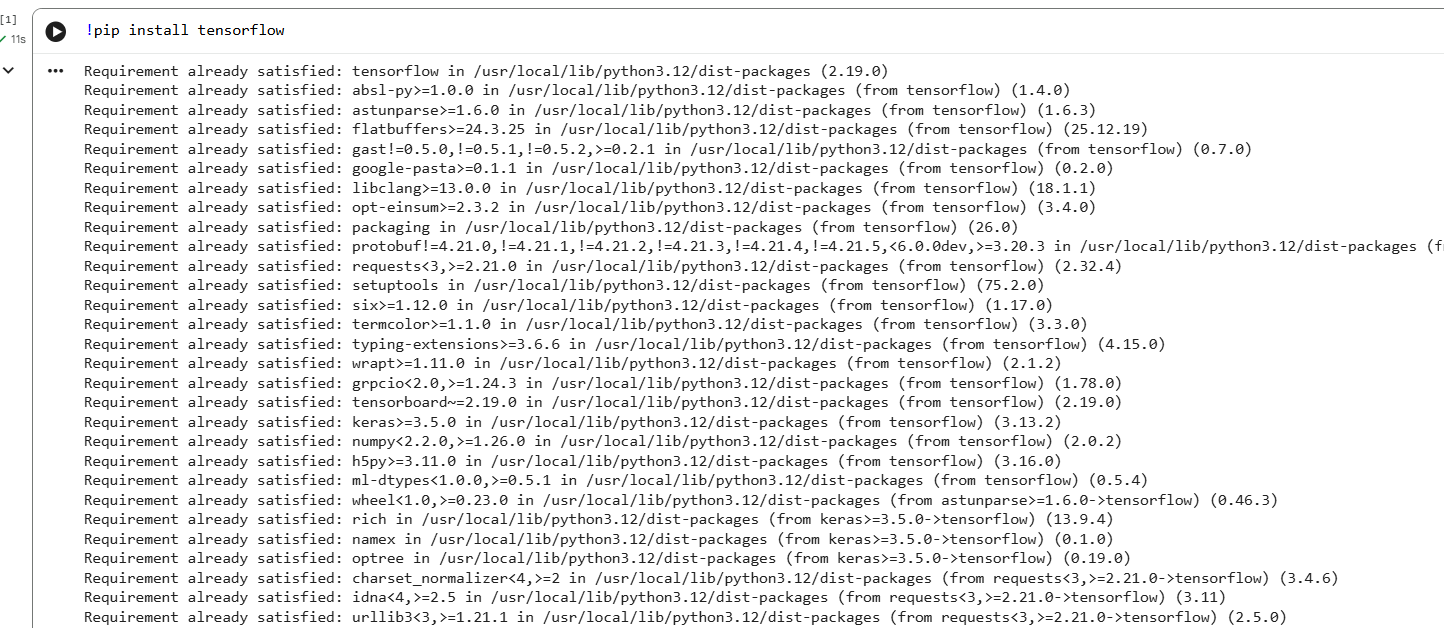 [1]
11s
!pip install tensorflow
Requirement already satisfied: tensorflow in /usr/local/lib/python3.12/dist-packages (2.19.0)
Requirement already satisfied: absl-py>=1.0.0 in /usr/local/lib/python3.12/dist-packages (from tensorflow) (1.4.0)
Requirement already satisfied: astunparse>=1.6.0 in /usr/local/lib/python3.12/dist-packages (from tensorflow) (1.6.3)
Requirement already satisfied: flatbuffers>=24.3.25 in /usr/local/lib/python3.12/dist-packages (from tensorflow) (25.12.19)
Requirement already satisfied: gast!=0.5.0,!=0.5.1,!=0.5.2,>=0.2.1 in /usr/local/lib/python3.12/dist-packages (from tensorflow) (0.7.0)
Requirement already satisfied: google-pasta>=0.1.1 in /usr/local/lib/python3.12/dist-packages (from tensorflow) (0.2.0)
Requirement already satisfied: libclang>=13.0.0 in /usr/local/lib/python3.12/dist-packages (from tensorflow) (18.1.1)
Requirement already satisfied: opt-einsum>=2.3.2 in /usr/local/lib/python3.12/dist-packages (from tensorflow) (3.4.0)
Requirement already satisfied: packaging in /usr/local/lib/python3.12/dist-packages (from tensorflow) (26.0)
Requirement already satisfied: protobuf!=4.21.0,!=4.21.1,!=4.21.2,!=4.21.3,!=4.21.4,!=4.21.5,<6.0.0dev,>=3.20.3 in /usr/local/lib/python3.12/dist-packages
Requirement already satisfied: requests<3,>=2.21.0 in /usr/local/lib/python3.12/dist-packages (from tensorflow) (2.32.4)
Requirement already satisfied: setuptools in /usr/local/lib/python3.12/dist-packages (from tensorflow) (75.2.0)
Requirement already satisfied: six>=1.12.0 in /usr/local/lib/python3.12/dist-packages (from tensorflow) (1.17.0)
Requirement already satisfied: termcolor>=1.1.0 in /usr/local/lib/python3.12/dist-packages (from tensorflow) (3.3.0)
Requirement already satisfied: typing-extensions>=3.6.6 in /usr/local/lib/python3.12/dist-packages (from tensorflow) (4.15.0)
Requirement already satisfied: wrapt>=1.11.0 in /usr/local/lib/python3.12/dist-packages (from tensorflow) (2.1.2)
Requirement already satisfied: grpcio<2.0,>=1.24.3 in /usr/local/lib/python3.12/dist-packages (from tensorflow) (1.78.0)
Requirement already satisfied: tensorboard~=2.19.0 in /usr/local/lib/python3.12/dist-packages (from tensorflow) (2.19.0)
Requirement already satisfied: keras>=3.5.0 in /usr/local/lib/python3.12/dist-packages (from tensorflow) (3.13.2)
Requirement already satisfied: numpy<2.2.0,>=1.26.0 in /usr/local/lib/python3.12/dist-packages (from tensorflow) (2.0.2)
Requirement already satisfied: h5py>=3.11.0 in /usr/local/lib/python3.12/dist-packages (from tensorflow) (3.16.0)
Requirement already satisfied: ml-dtypes<1.0.0,>=0.5.1 in /usr/local/lib/python3.12/dist-packages (from tensorflow) (0.5.4)
Requirement already satisfied: wheel<1.0,>=0.23.0 in /usr/local/lib/python3.12/dist-packages (from astunparse>=1.6.0->tensorflow) (0.46.3)
Requirement already satisfied: rich in /usr/local/lib/python3.12/dist-packages (from keras>=3.5.0->tensorflow) (13.9.4)
Requirement already satisfied: namex in /usr/local/lib/python3.12/dist-packages (from keras>=3.5.0->tensorflow) (0.1.0)
Requirement already satisfied: optree in /usr/local/lib/python3.12/dist-packages (from keras>=3.5.0->tensorflow) (0.19.0)
Requirement already satisfied: charset_normalizer<4,>=2 in /usr/local/lib/python3.12/dist-packages (from requests<3,>=2.21.0->tensorflow) (3.4.6)
Requirement already satisfied: idna<4,>=2.5 in /usr/local/lib/python3.12/dist-packages (from requests<3,>=2.21.0->tensorflow) (3.11)
Requirement already satisfied: urllib3<3,>=1.21.1 in /usr/local/lib/python3.12/dist-packages (from requests<3,>=2.21.0->tensorflow) (2.5.0)